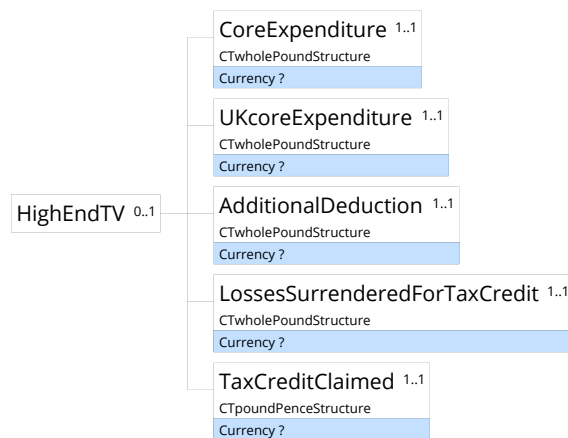 CoreExpenditure 1..1
CTwholePoundStructure
Currency ?
UKcoreExpenditure 1..1
CTwholePoundStructure
Currency ?
HighEndTV 0..1
AdditionalDeduction 1..1
CTwholePoundStructure
Currency ?
LossesSurrenderedForTaxCredit 1..1
CTwholePoundStructure
Currency ?
TaxCreditClaimed 1..1
CTpoundPenceStructure
Currency ?